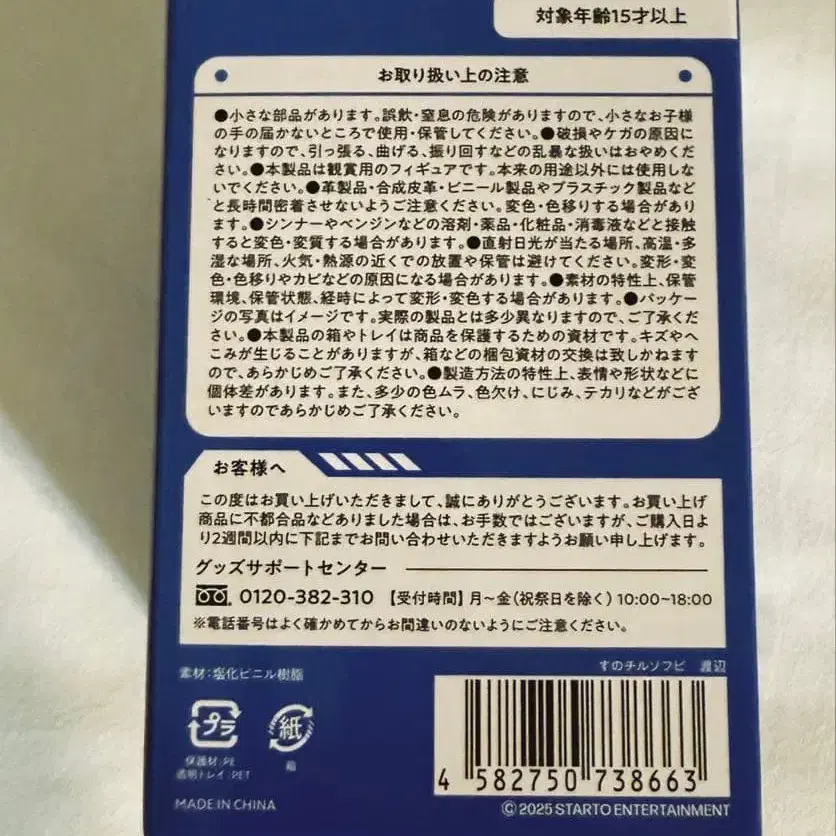 対象年齢15才以上
お取り扱い上の注意
●小さな部品があります。誤飲・窒息の危険がありますので、小さなお子様
の手の届かないところで使用・保管してください。●破損やケガの原因に
なりますので、引っ張る、曲げる、振り回すなどの乱暴な扱いはおやめくだ
さい。●本製品は観賞用のフィギュアです。本来の用途以外には使用し
ないでください。●革製品・合成皮革・ビニール製品やプラスチック製品など
と長時間密着させないようご注意ください。変色・色移りする場合があり
ます。●シンナーやベンジンなどの溶剤・薬品・化粧品・消毒液などと接触
すると変色・変質する場合があります。●直射日光が当たる場所、高温・多
湿な場所、火気・熱源の近くでの放置や保管は避けてください。変形・変
色・色移りやカビなどの原因になる場合があります。●素材の特性上、保管
環境、保管状態、経時によって変形・変色する場合があります。●パッケー
ジの写真はイメージです。実際の製品とは多少異なりますので、ご了承くだ
さい。●本製品の箱やトレイは商品を保護するための資材です。キズやへ
こみが生じることがありますが、箱などの梱包資材の交換は致しかねます
ので、あらかじめご了承ください。●製造方法の特性上、表情や形状などに
個体差があります。また、多少の色ムラ、色欠け、にじみ、テカリなどがござ
いますのであらかじめご了承ください。
お客様へ
この度はお買い上げいただきまして、誠にありがとうございます。お買い上げ
商品に不都合品などありました場合は、お手数ではございますが、ご購入日よ
り2週間以内に下記までお問い合わせいただきますようお願い申し上げます。
グッズサポートセンター
0120-382-310 【受付時間】月～金(祝祭日を除く)10:00~18:00
※電話番号はよく確かめてからお間違いのないようにご注意ください。
素材:塩化ビニル樹脂
すのチルソフビ 渡辺
プラ
紙
保護材:PE
透明トレイ:PET
箱
4 582750 738663
MADE IN CHINA
©2025 STARTO ENTERTAINMENT